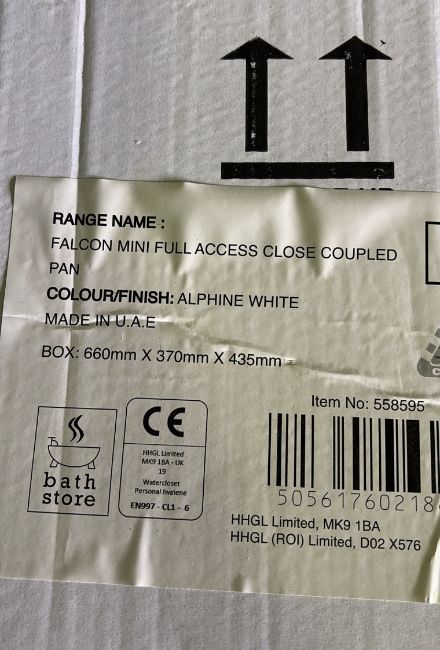 RANGE NAME :
FALCON MINI FULL ACCESS CLOSE COUPLED
PAN
COLOUR/FINISH: ALPHINE WHITE
MADE IN U.A.E
BOX: 660mm X 370mm X 435mm
bath
store
CE
HHGL Limited
MK9 1BA - UK
19
Watercloset
Personal hygiene
EN997 - CL1 - 6
Item No: 558595
50561760218
HHGL Limited, MK9 1BA
HHGL (ROI) Limited, D02 X576